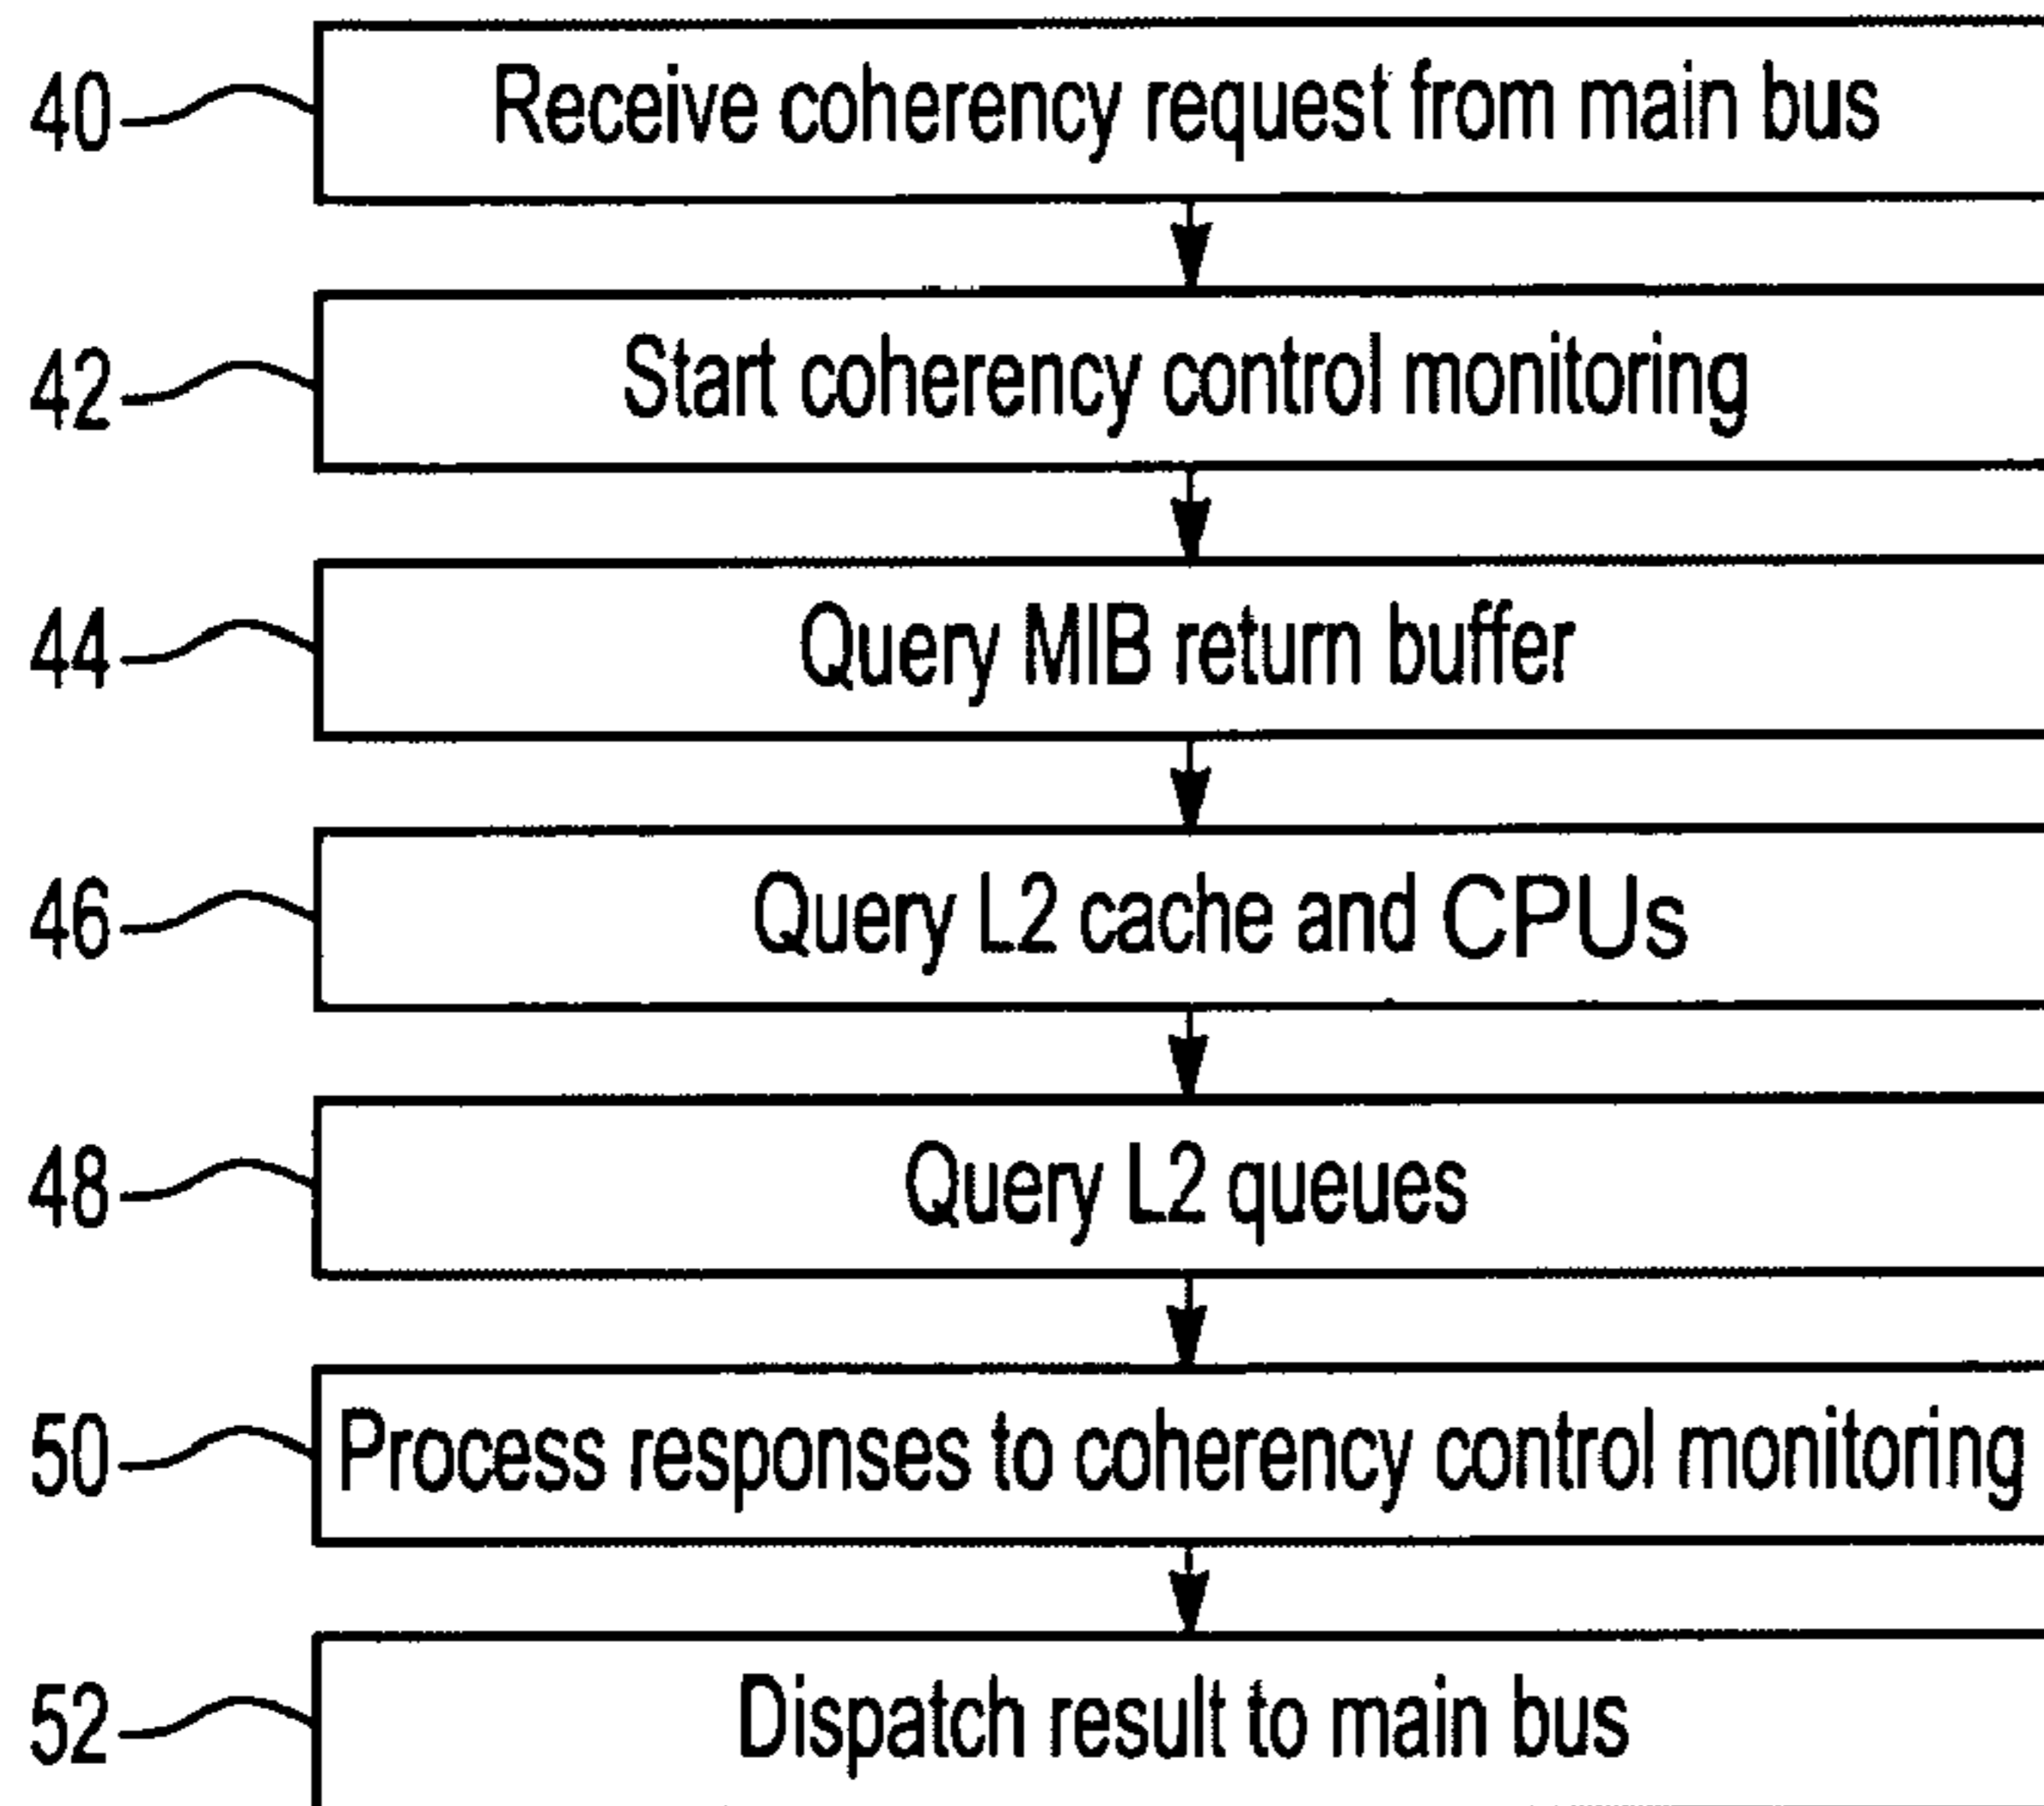 40 Receive coherency request from main bus
42 Start coherency control monitoring
44 Query MIB return buffer
46 Query L2 cache and CPUs
48 Query L2 queues
50 Process responses to coherency control monitoring
52 Dispatch result to main bus